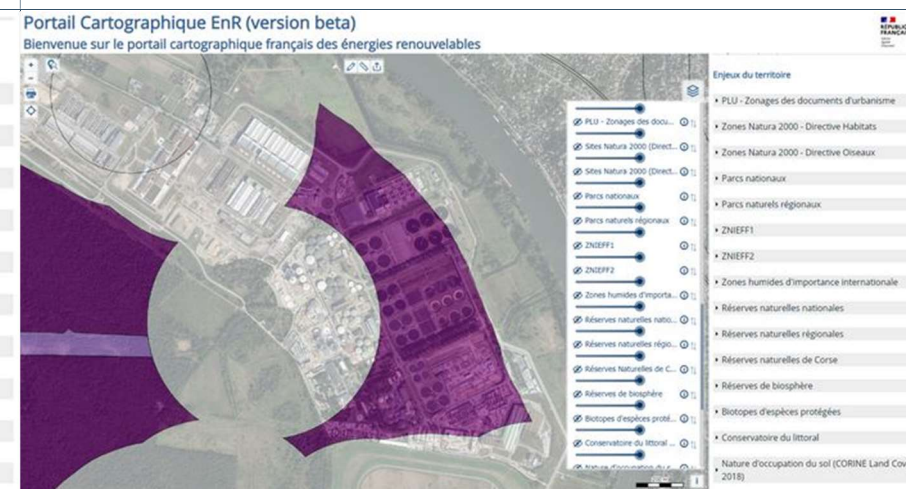 Portail Cartographique EnR (version beta)
Bienvenue sur le portail cartographique français des énergies renouvelables
RÉPUBLIQ
FRANÇAI
Enjeux du territoire
PLU - Zonages des docu...
Sites Natura 2000 (Direct...
Sites Natura 2000 (Direct...
Parcs nationaux
Parcs naturels régionaux
ZNIEFF1
ZNIEFF2
Zones humides d'importa...
Réserves naturelles natio...
Réserves naturelles régio...
Réserves Naturelles de C...
Réserves de biosphère
Biotopes d'espèces proté...
Conservatoire du littoral ...
PLU - Zonages des documents d'urbanisme
Zones Natura 2000 - Directive Habitats
Zones Natura 2000 - Directive Oiseaux
Parcs nationaux
Parcs naturels régionaux
ZNIEFF1
ZNIEFF2
Zones humides d'importance internationale
Réserves naturelles nationales
Réserves naturelles régionales
Réserves naturelles de Corse
Réserves de biosphère
Biotopes d'espèces protégées
Conservatoire du littoral
Nature d'occupation du sol (CORINE Land Cov
2018)